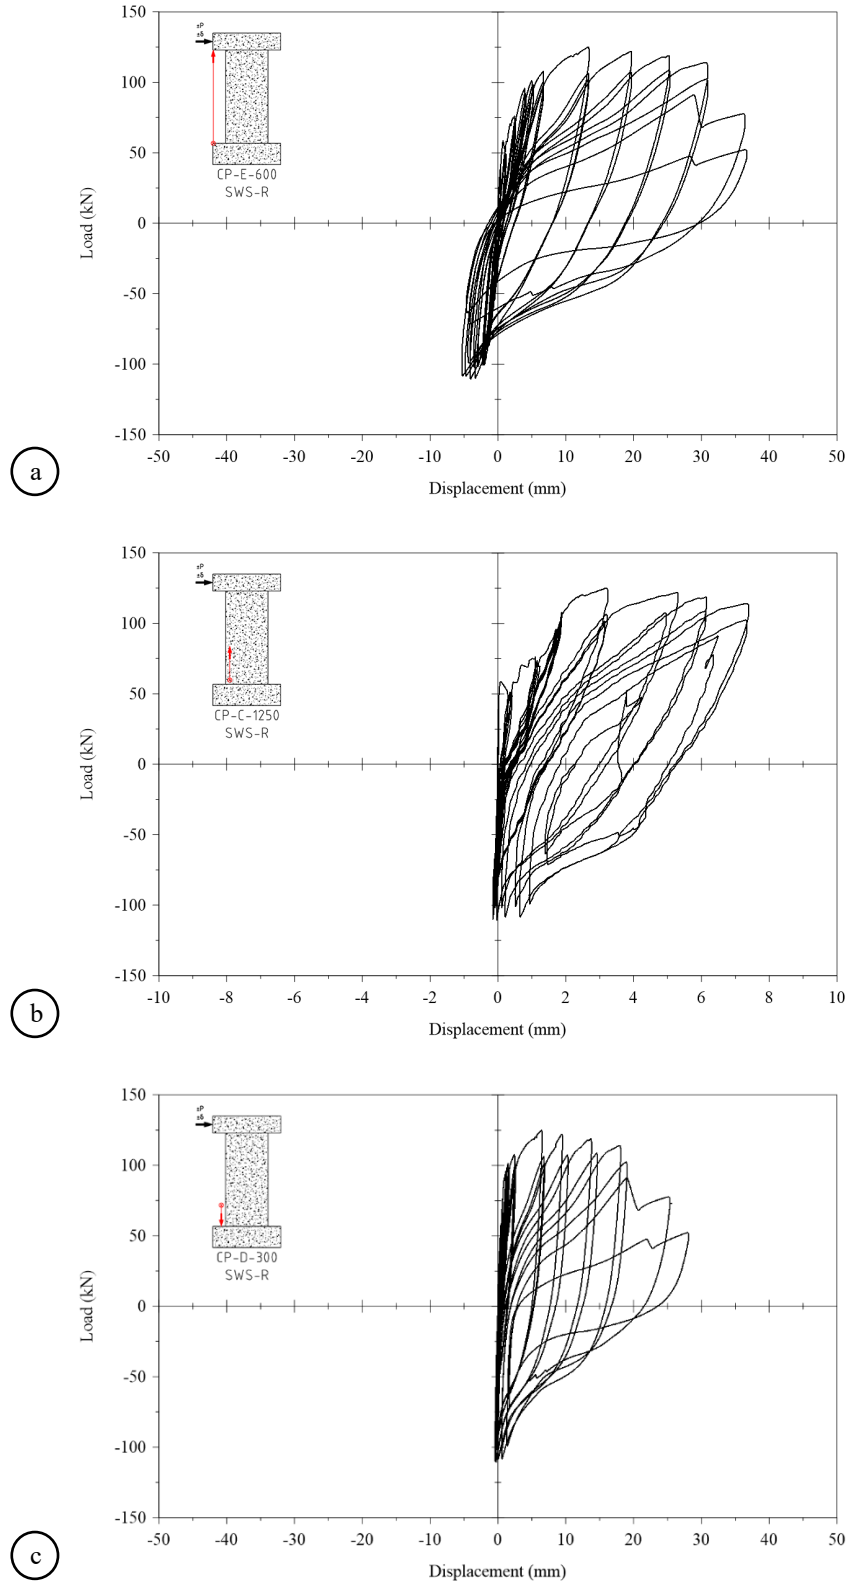 150
100
50
0
-50
-100
-150
Load (kN)
±P
±δ
CP-E-600
SWS-R
-50 -40 -30 -20 -10 0 10 20 30 40 50
Displacement (mm)
a
150
100
50
0
-50
-100
-150
Load (kN)
±P
±δ
CP-C-1250
SWS-R
-10 -8 -6 -4 -2 0 2 4 6 8 10
Displacement (mm)
b
150
100
50
0
-50
-100
-150
Load (kN)
±P
±δ
CP-D-300
SWS-R
-50 -40 -30 -20 -10 0 10 20 30 40 50
Displacement (mm)
c